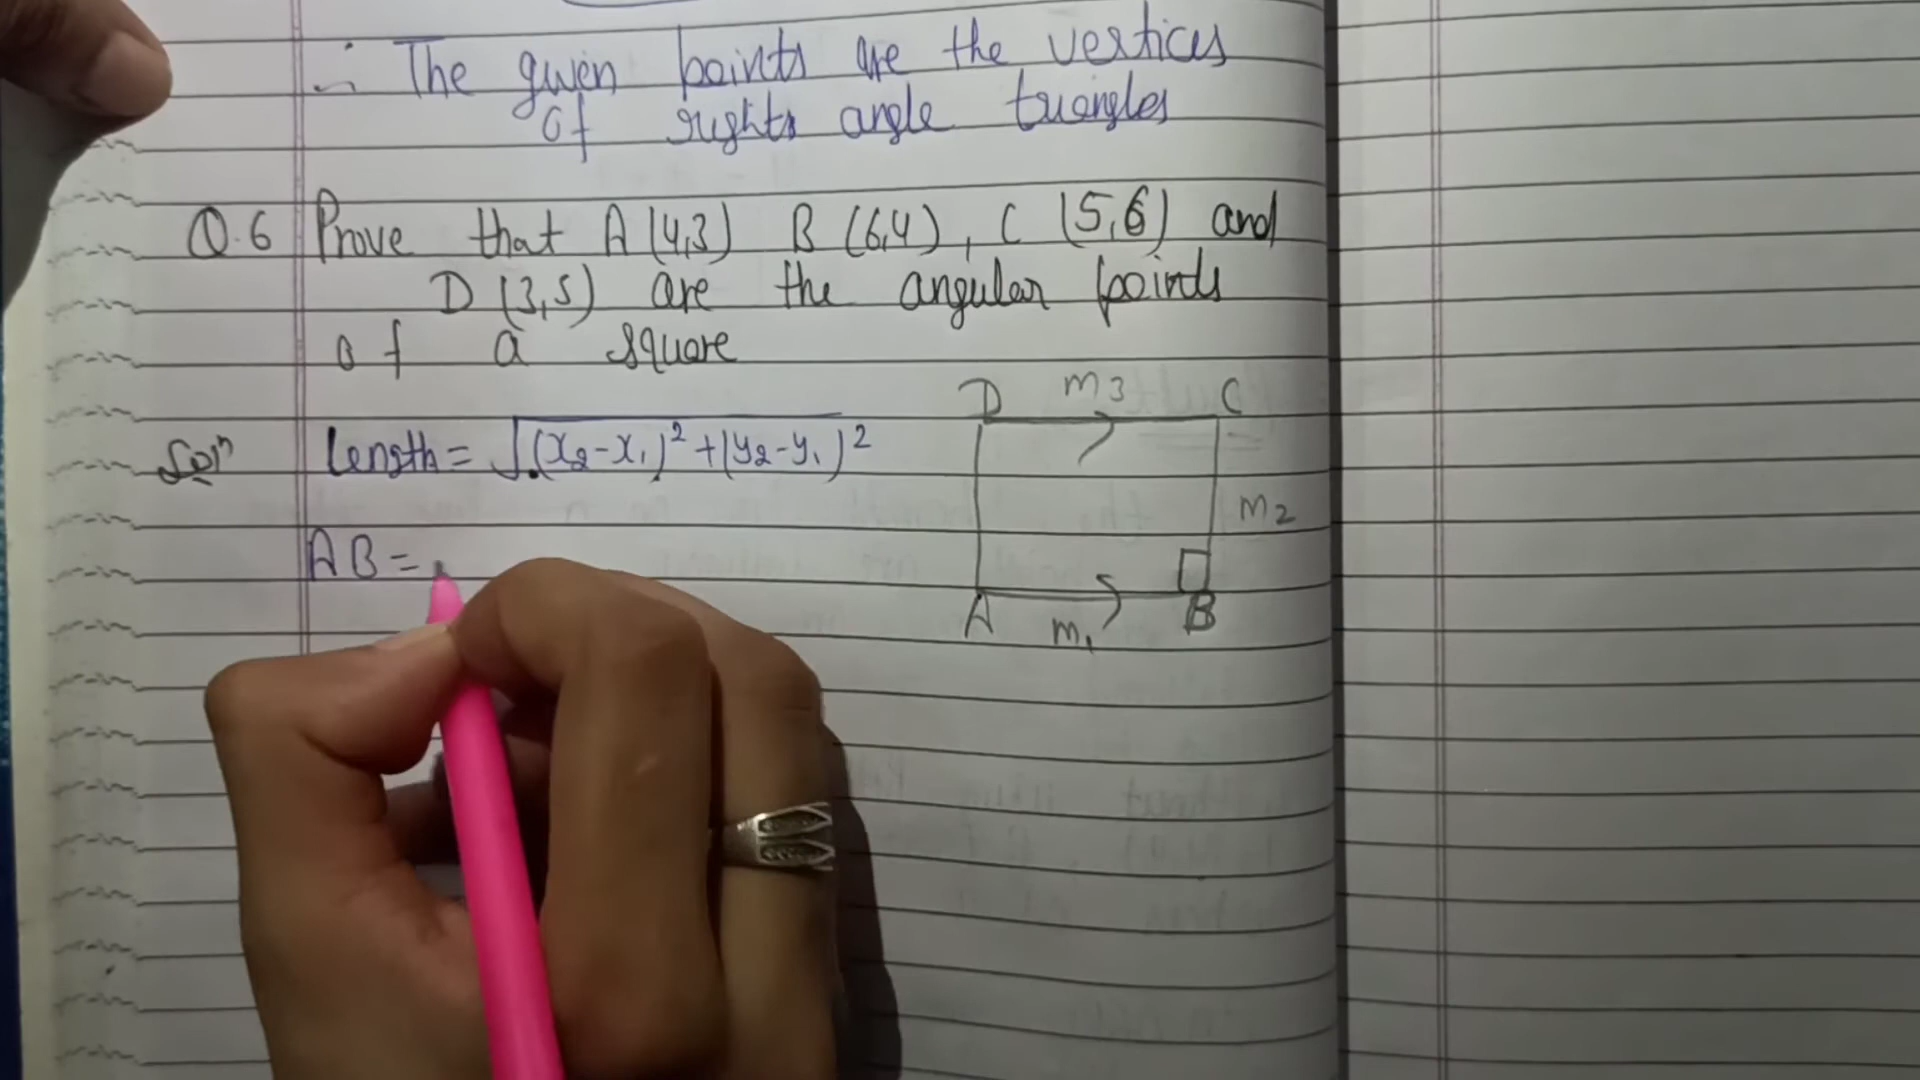 ∴ The given points are the vertices
of rights angle triangles
Q.6 Prove that A (4,3) B (6,4), C (5,6) and
D (3,5) are the angular points
of a square
D m3 C
Solⁿ Length = √(x₂-x₁)² + (y₂-y₁)²
m2
AB =
A m₁ B